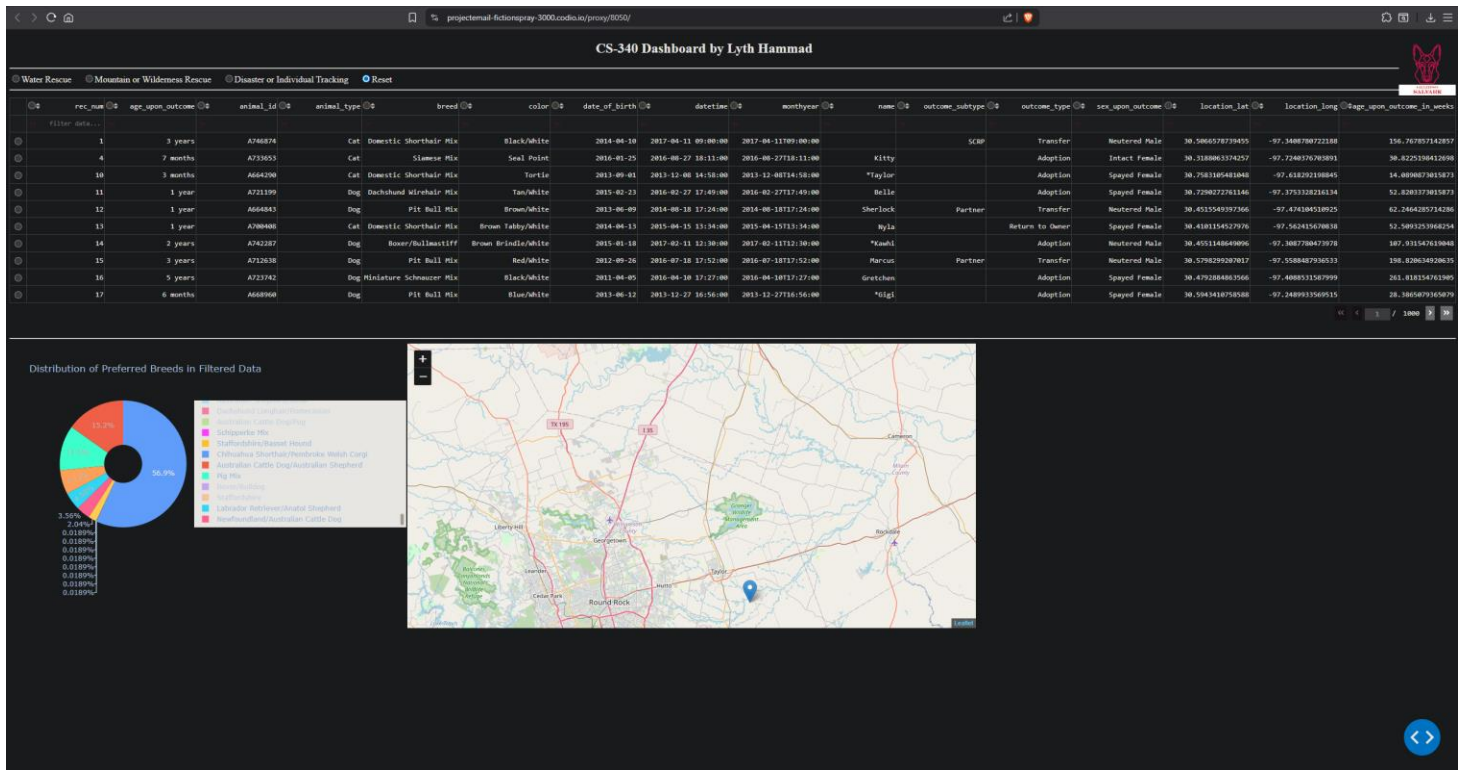 projectemail-fictionspray-3000.codio.io/proxy/8050/
CS-340 Dashboard by Lyth Hammad
Water Rescue Mountain or Wilderness Rescue Disaster or Individual Tracking Reset
SALVARE
rec_num age_upon_outcome animal_id animal_type breed color date_of_birth datetime monthyear name outcome_subtype outcome_type sex_upon_outcome location_lat location_long age_upon_outcome_in_weeks
filter data...
1 3 years A746874 Cat Domestic Shorthair Mix Black/White 2014-04-10 2017-04-11 09:00:00 2017-04-11T09:00:00 SCRP Transfer Neutered Male 30.5066578739455 -97.3408780722188 156.767857142857
4 7 months A733653 Cat Siamese Mix Seal Point 2016-01-25 2016-08-27 18:11:00 2016-08-27T18:11:00 Kitty Adoption Intact Female 30.3188063374257 -97.7240376703891 30.8225198412698
10 3 months A664290 Cat Domestic Shorthair Mix Tortie 2013-09-01 2013-12-08 14:58:00 2013-12-08T14:58:00 *Taylor Adoption Spayed Female 30.7583105481048 -97.618292198845 14.0890873015873
11 1 year A721199 Dog Dachshund Wirehair Mix Tan/White 2015-02-23 2016-02-27 17:49:00 2016-02-27T17:49:00 Belle Adoption Spayed Female 30.7290272761146 -97.3753328216134 52.8203373015873
12 1 year A664843 Dog Pit Bull Mix Brown/White 2013-06-09 2014-08-18 17:24:00 2014-08-18T17:24:00 Sherlock Partner Transfer Neutered Male 30.4515549397366 -97.474104510925 62.2464285714286
13 1 year A700408 Cat Domestic Shorthair Mix Brown Tabby/White 2014-04-13 2015-04-15 13:34:00 2015-04-15T13:34:00 Nyla Return to Owner Spayed Female 30.4101154527976 -97.562415670838 52.5093253968254
14 2 years A742287 Dog Boxer/Bullmastiff Brown Brindle/White 2015-01-18 2017-02-11 12:30:00 2017-02-11T12:30:00 *Kawhi Adoption Neutered Male 30.4551148649096 -97.3087780473978 107.931547619048
15 3 years A712638 Dog Pit Bull Mix Red/White 2012-09-26 2016-07-18 17:52:00 2016-07-18T17:52:00 Marcus Partner Transfer Neutered Male 30.5798299207017 -97.5588487936533 198.820634920635
16 5 years A723742 Dog Miniature Schnauzer Mix Black/White 2011-04-05 2016-04-10 17:27:00 2016-04-10T17:27:00 Gretchen Adoption Spayed Female 30.4792884863566 -97.4088531587999 261.818154761905
17 6 months A668960 Dog Pit Bull Mix Blue/White 2013-06-12 2013-12-27 16:56:00 2013-12-27T16:56:00 *Gigi Adoption Spayed Female 30.5943410758588 -97.2489933569515 28.3865079365079
1 / 1000
Distribution of Preferred Breeds in Filtered Data
15.2%
56.9%
3.56%
2.04%
0.0189%
0.0189%
0.0189%
0.0189%
0.0189%
0.0189%
0.0189%
Australian Cattle Dog/Pug
Schipperke Mix
Staffordshire/Basset Hound
Chihuahua Shorthair/Pembroke Welsh Corgi
Australian Cattle Dog/Australian Shepherd
Pig Mix
Staffordshire
Labrador Retriever/Anatol Shepherd
Newfoundland/Australian Cattle Dog
+
−
TX 195
I 35
Cameron
Milam County
Liberty Hill
Georgetown
Granger Wildlife Management Area
Rockdale
Leander
Hutto
Taylor
Cedar Park
Round Rock
Leaflet